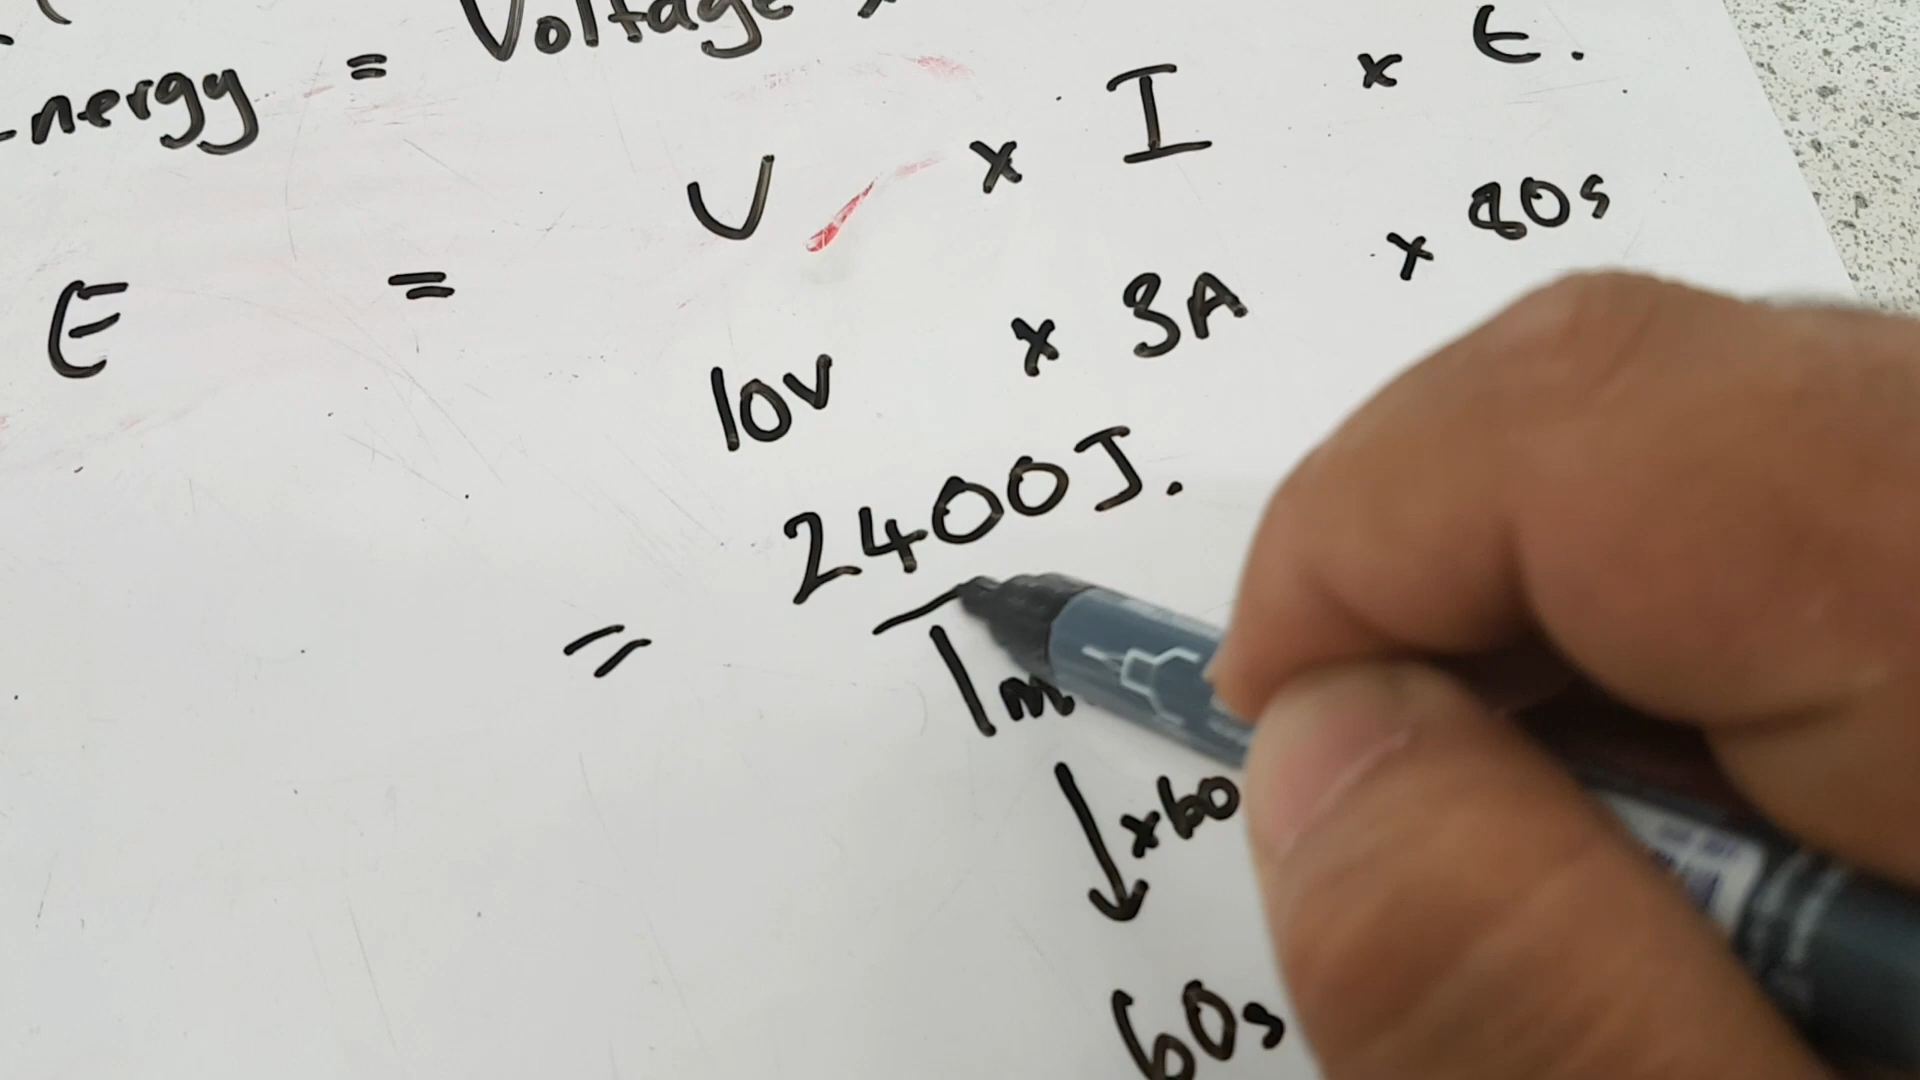 Energy = Voltage x
E = V x I x t.
10V x 3A x 80s
= 2400J.
1m
x60
60s